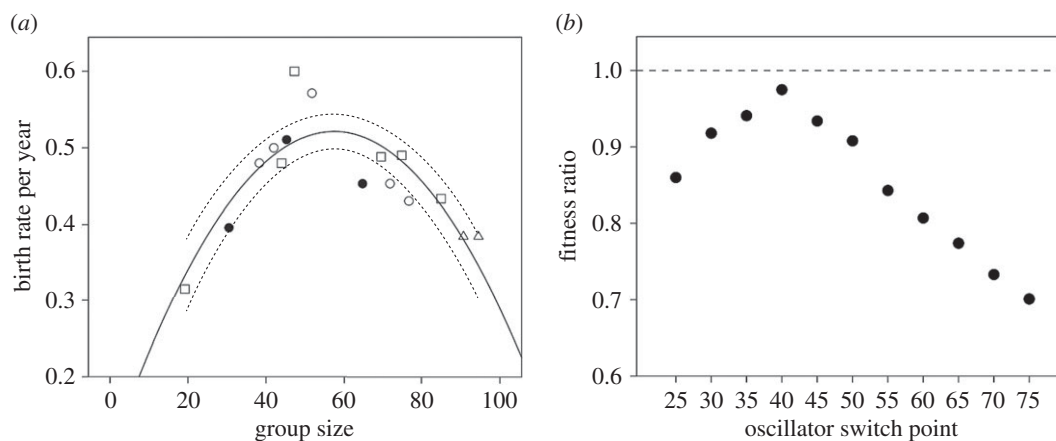 (a)
0.6
0.5
0.4
0.3
0.2
birth rate per year
0 20 40 60 80 100
group size
(b)
1.0
0.9
0.8
0.7
0.6
fitness ratio
25 30 35 40 45 50 55 60 65 70 75
oscillator switch point